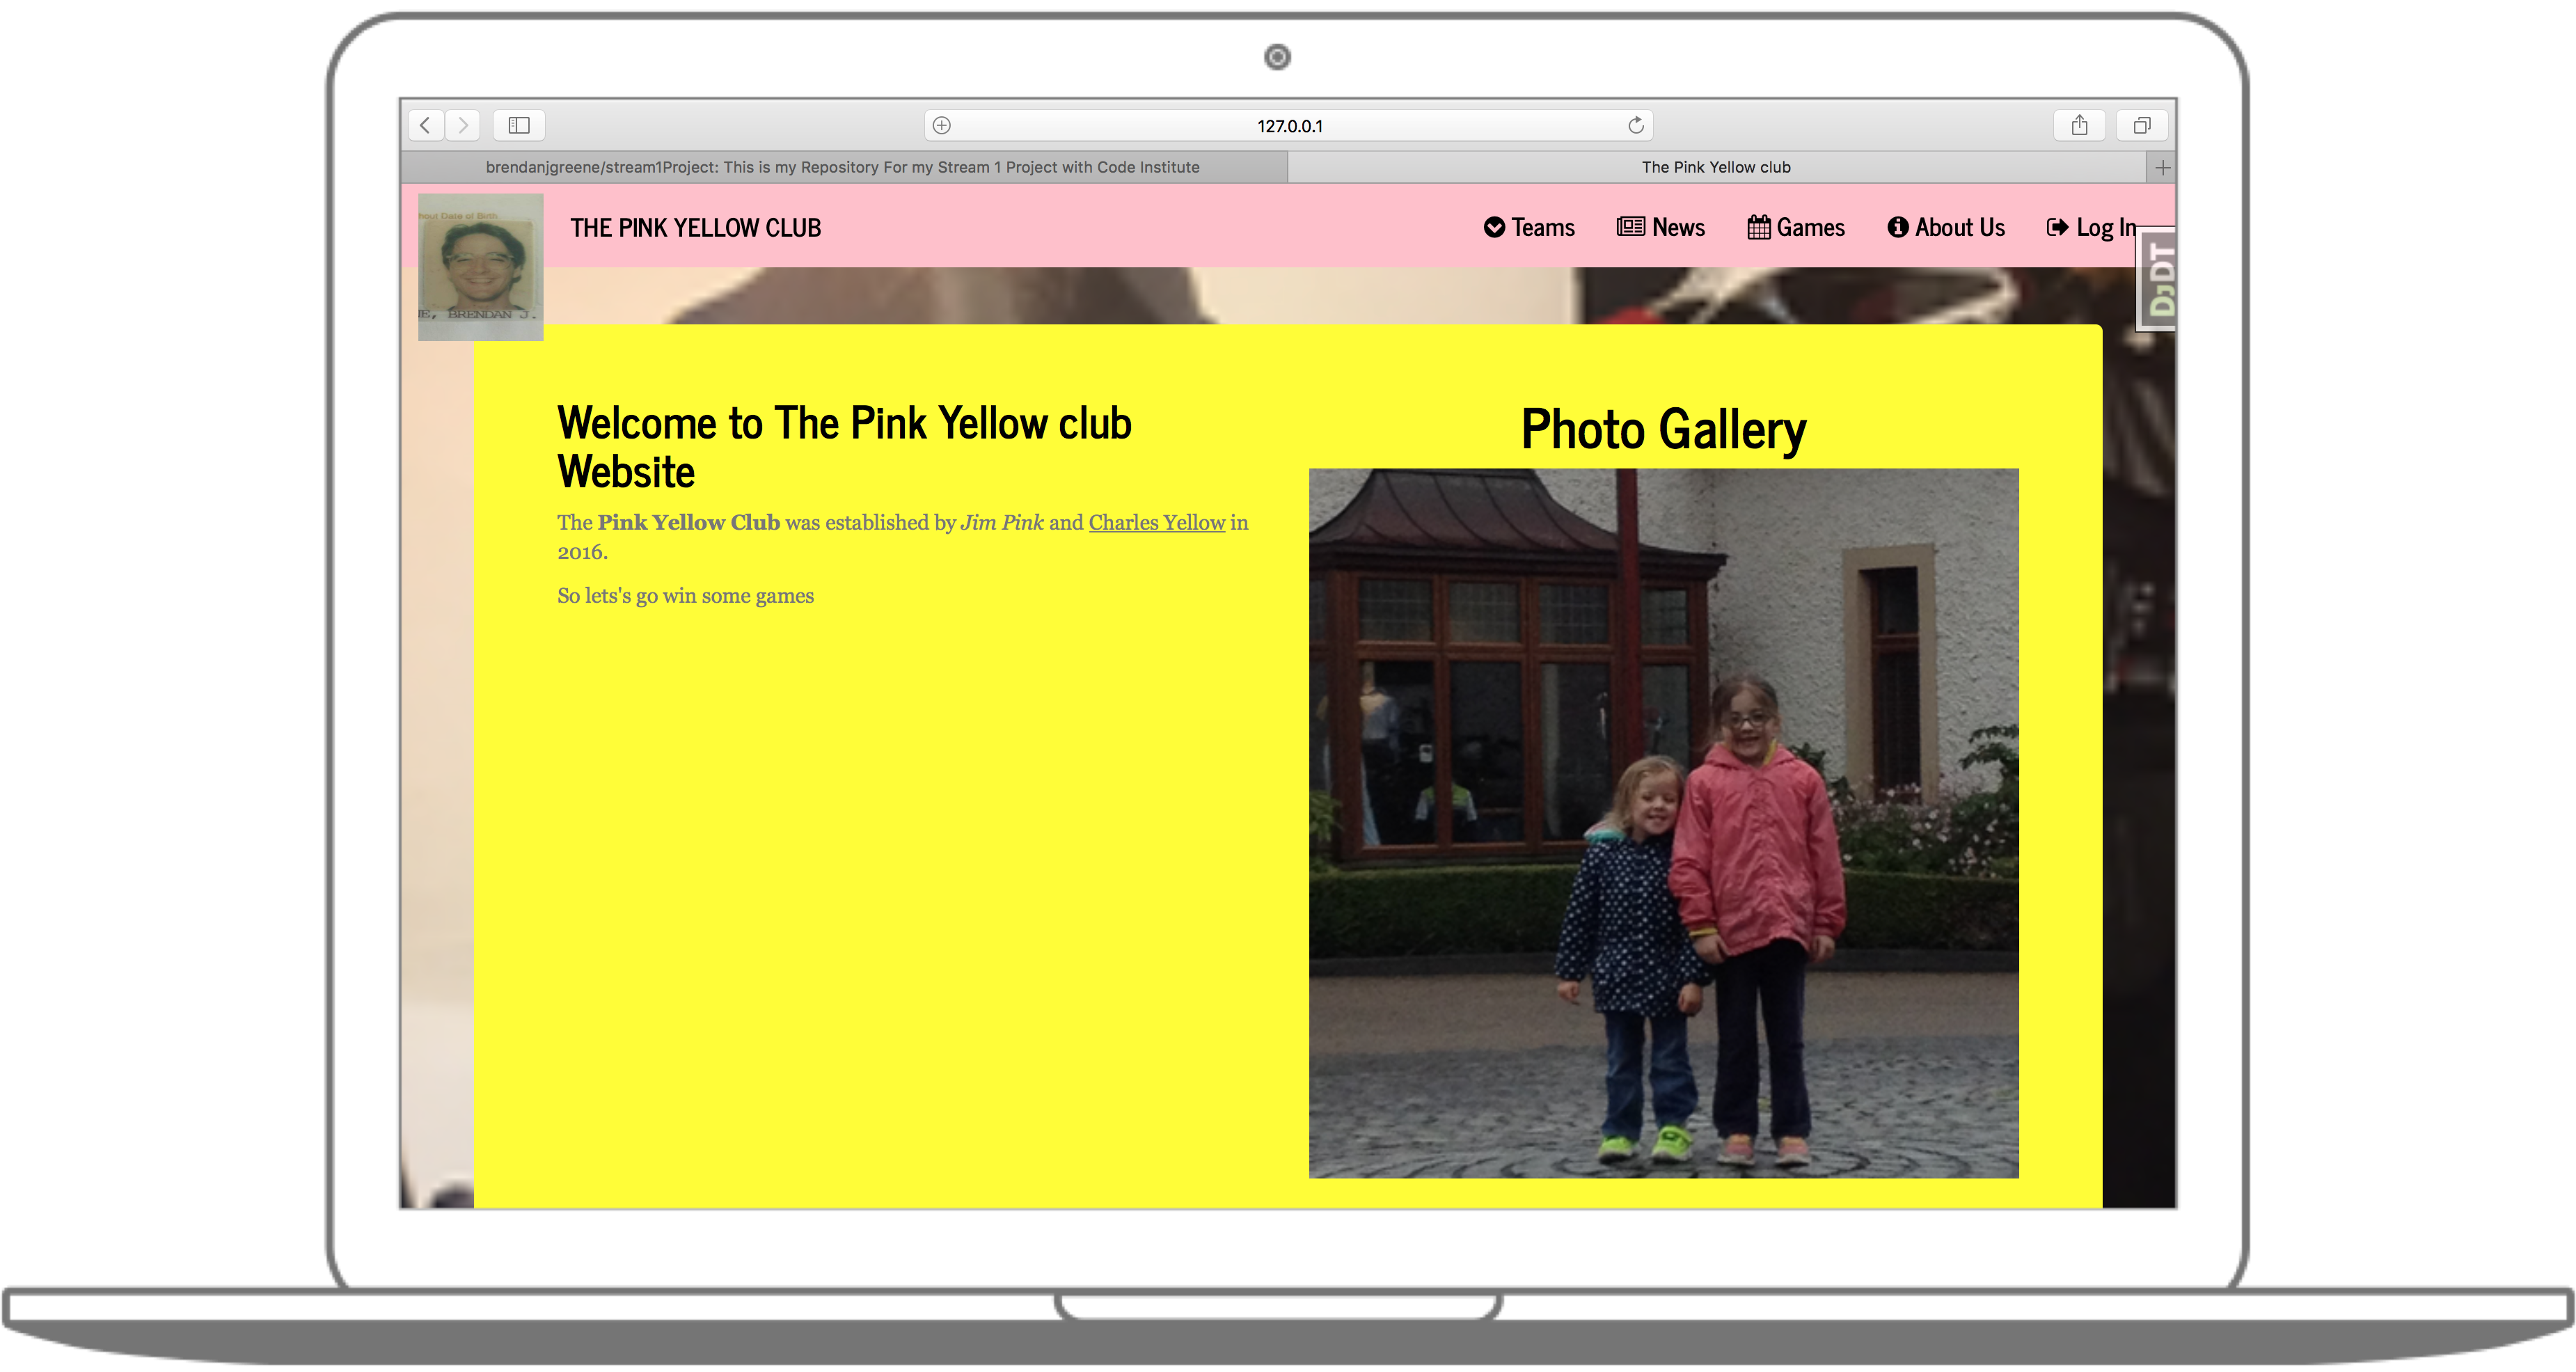 127.0.0.1
brendanjgreene/stream1Project: This is my Repository For my Stream 1 Project with Code Institute
The Pink Yellow club
hout Date of Birth
E, BRENDAN J.
THE PINK YELLOW CLUB
Teams
News
Games
About Us
Log In
DJDT
Welcome to The Pink Yellow club
Website
The Pink Yellow Club was established by Jim Pink and Charles Yellow in
2016.
So lets's go win some games
Photo Gallery